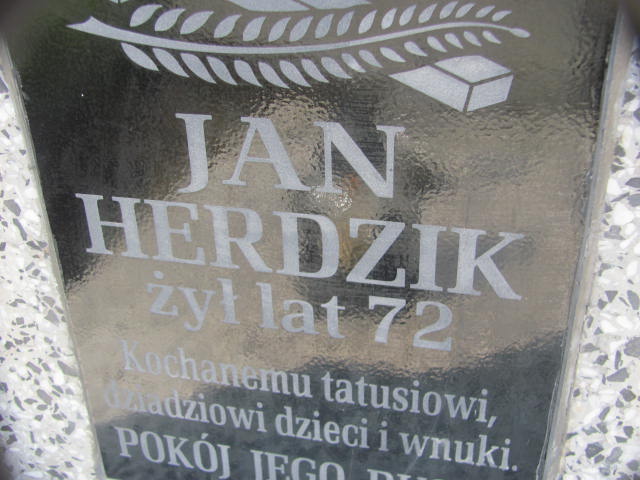 JAN
HERDZIK
żył lat 72
Kochanemu tatusiowi,
dziadziowi dzieci i wnuki.
POKÓJ JEGO